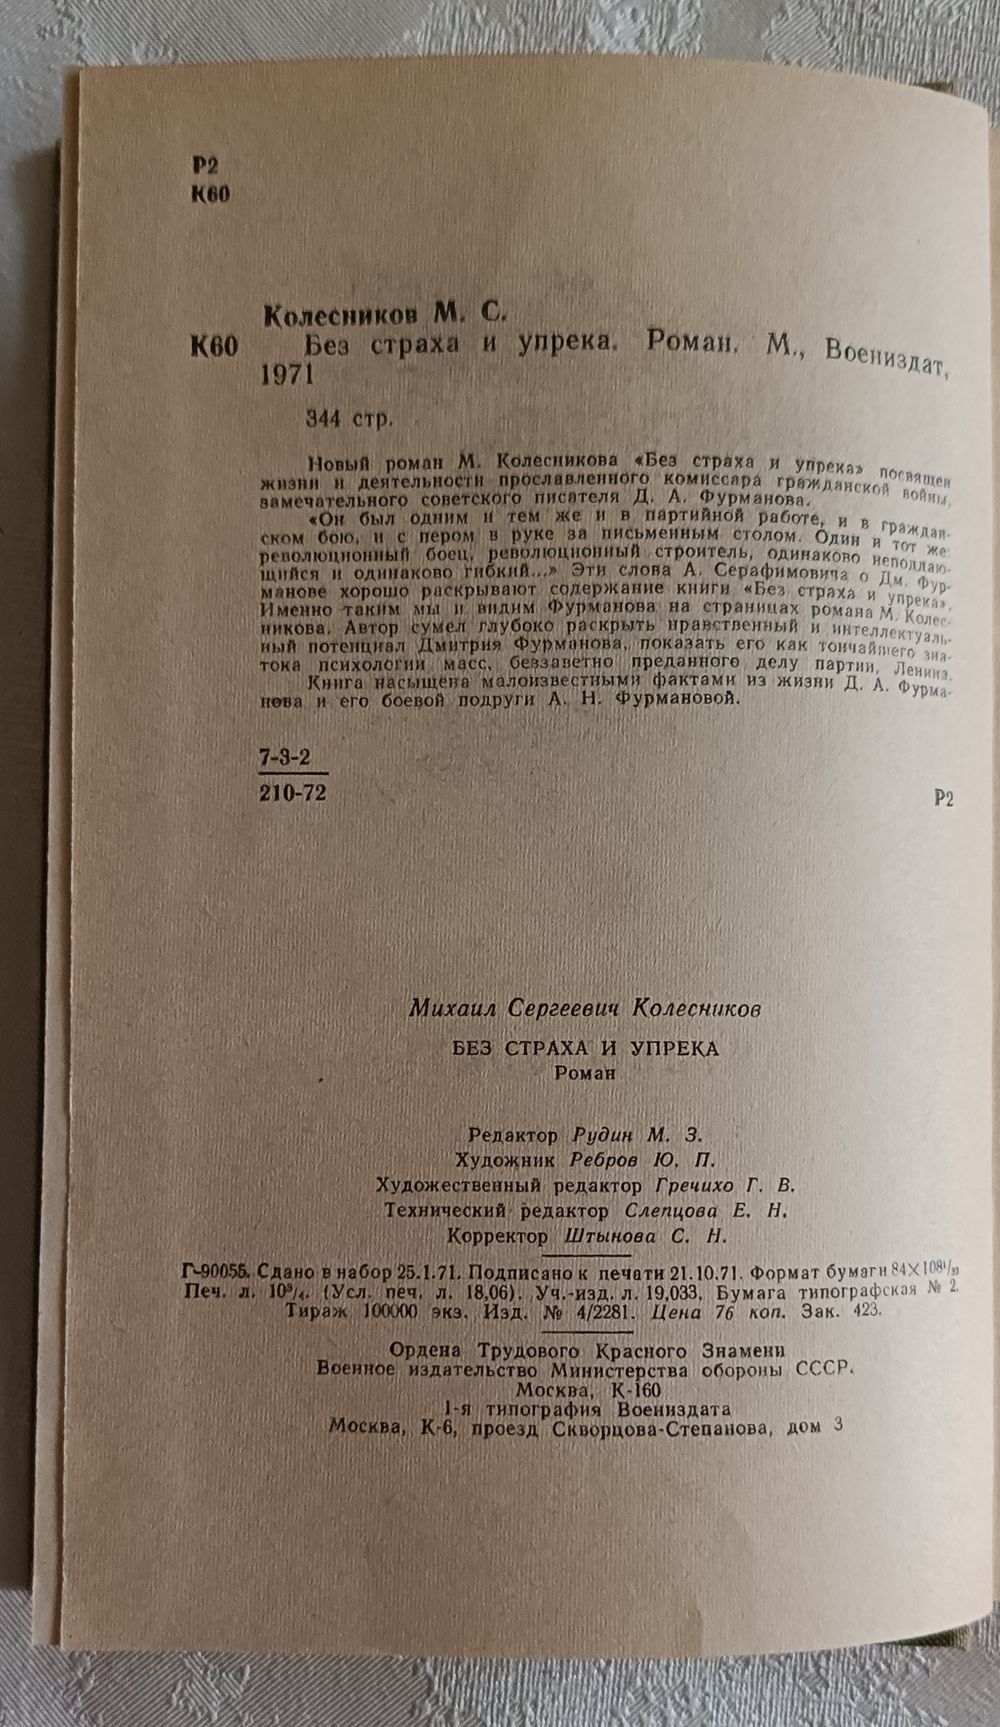 Р2
К60
Колесников М. С.
К60 Без страха и упрека. Роман. М., Воениздат,
1971
344 стр.
Новый роман М. Колесникова «Без страха и упрека» посвящен
жизни и деятельности прославленного комиссара гражданской войны,
замечательного советского писателя Д. А. Фурманова.
«Он был одним и тем же и в партийной работе, и в граждан-
ском бою, и с пером в руке за письменным столом. Один и тот же:
революционный боец, революционный строитель, одинаково неподдаю-
щийся и одинаково гибкий...» Эти слова А. Серафимовича о Дм. Фур-
манове хорошо раскрывают содержание книги «Без страха и упрека».
Именно таким мы и видим Фурманова на страницах романа М. Колес-
никова. Автор сумел глубоко раскрыть нравственный и интеллектуаль-
ный потенциал Дмитрия Фурманова, показать его как тончайшего зна-
тока психологии масс, беззаветно преданного делу партии, Ленина.
Книга насыщена малоизвестными фактами из жизни Д. А. Фурма-
нова и его боевой подруги А. Н. Фурмановой.
7-3-2
210-72
Р2
Михаил Сергеевич Колесников
БЕЗ СТРАХА И УПРЕКА
Роман
Редактор Рудин М. З.
Художник Ребров Ю. П.
Художественный редактор Гречихо Г. В.
Технический редактор Слепцова Е. Н.
Корректор Штынова С. Н.
Г-90055. Сдано в набор 25.1.71. Подписано к печати 21.10.71. Формат бумаги 84×108¹/₃₂
Печ. л. 10³/₄. (Усл. печ. л. 18,06). Уч.-изд. л. 19,033. Бумага типографская № 2.
Тираж 100000 экз. Изд. № 4/2281. Цена 76 коп. Зак. 423.
Ордена Трудового Красного Знамени
Военное издательство Министерства обороны СССР.
Москва, К-160
1-я типография Воениздата
Москва, К-6, проезд Скворцова-Степанова, дом 3